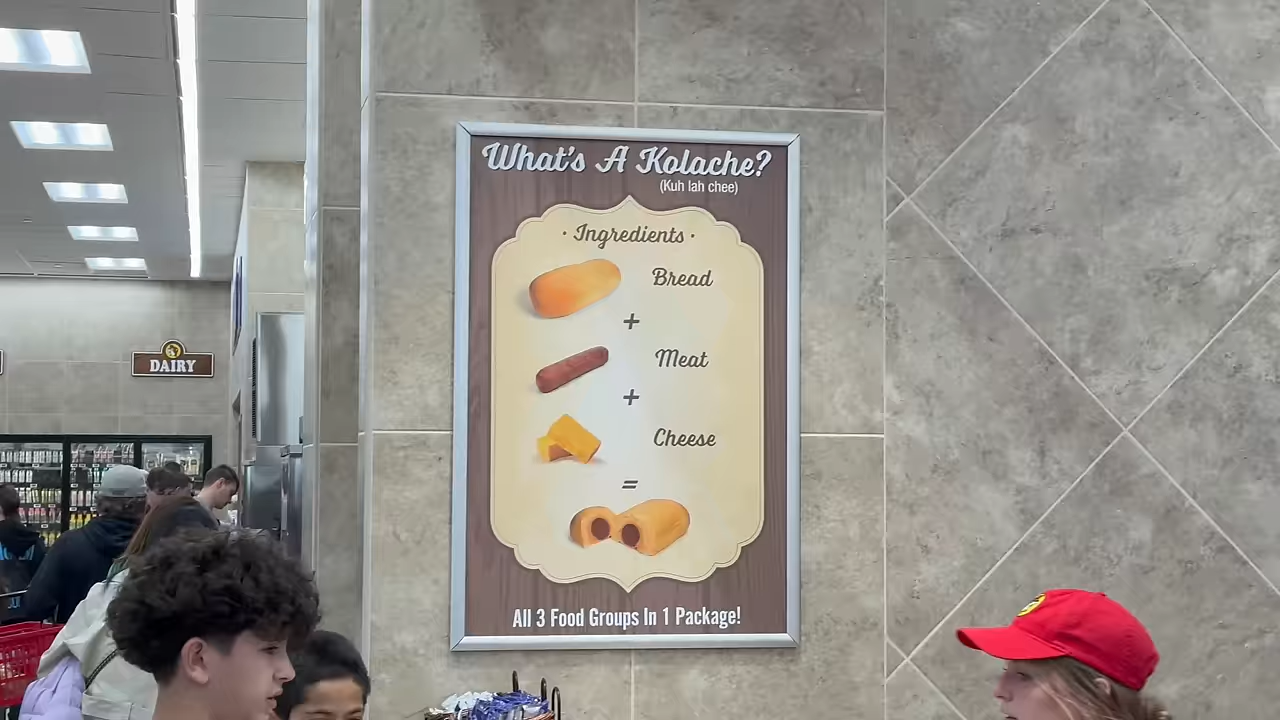 What's A Kolache?
(Kuh lah chee)
· Ingredients ·
Bread
+
Meat
+
Cheese
=
All 3 Food Groups In 1 Package!
DAIRY